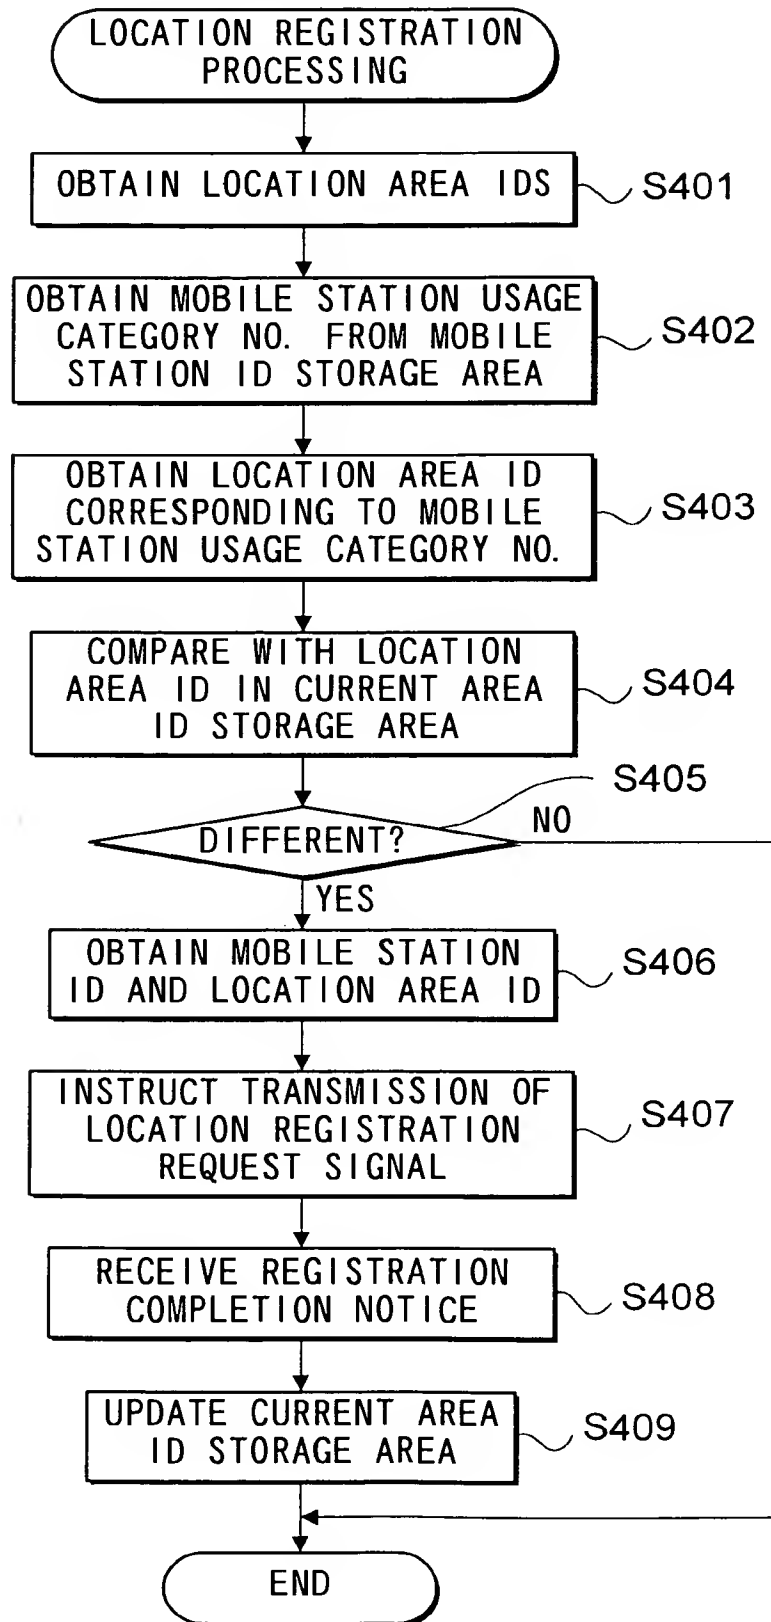 LOCATION REGISTRATION
PROCESSING
OBTAIN LOCATION AREA IDS
S401
OBTAIN MOBILE STATION USAGE
CATEGORY NO. FROM MOBILE
STATION ID STORAGE AREA
S402
OBTAIN LOCATION AREA ID
CORRESPONDING TO MOBILE
STATION USAGE CATEGORY NO.
S403
COMPARE WITH LOCATION
AREA ID IN CURRENT AREA
ID STORAGE AREA
S404
S405
DIFFERENT?
NO
YES
OBTAIN MOBILE STATION
ID AND LOCATION AREA ID
S406
INSTRUCT TRANSMISSION OF
LOCATION REGISTRATION
REQUEST SIGNAL
S407
RECEIVE REGISTRATION
COMPLETION NOTICE
S408
UPDATE CURRENT AREA
ID STORAGE AREA
S409
END